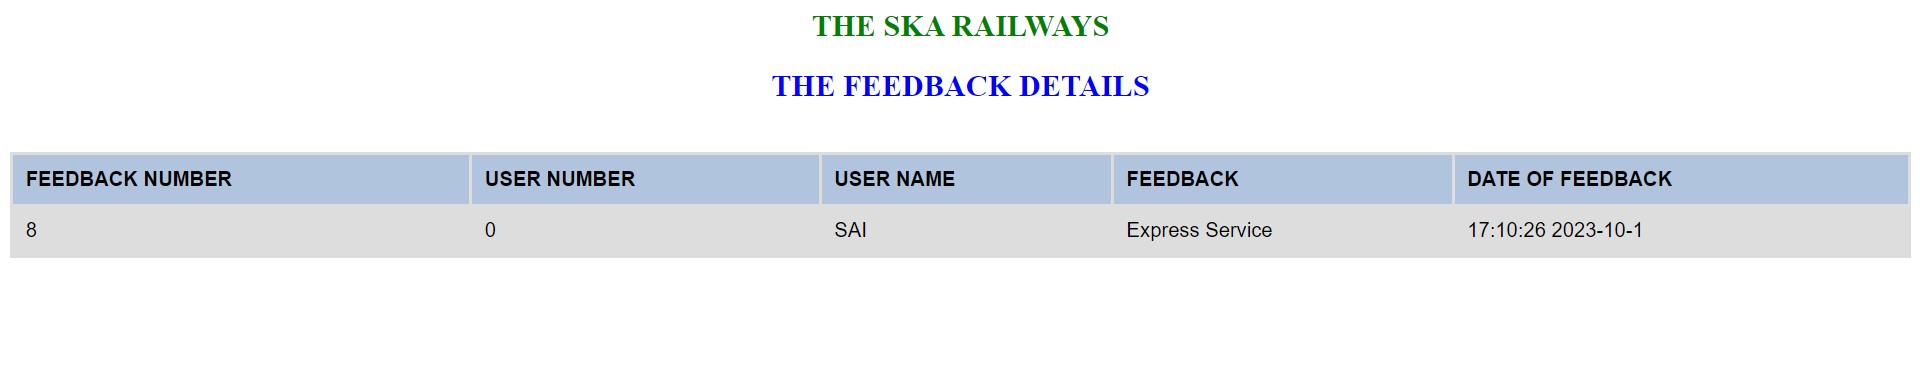 THE SKA RAILWAYS
THE FEEDBACK DETAILS
FEEDBACK NUMBER USER NUMBER USER NAME FEEDBACK DATE OF FEEDBACK
8 0 SAI Express Service 17:10:26 2023-10-1